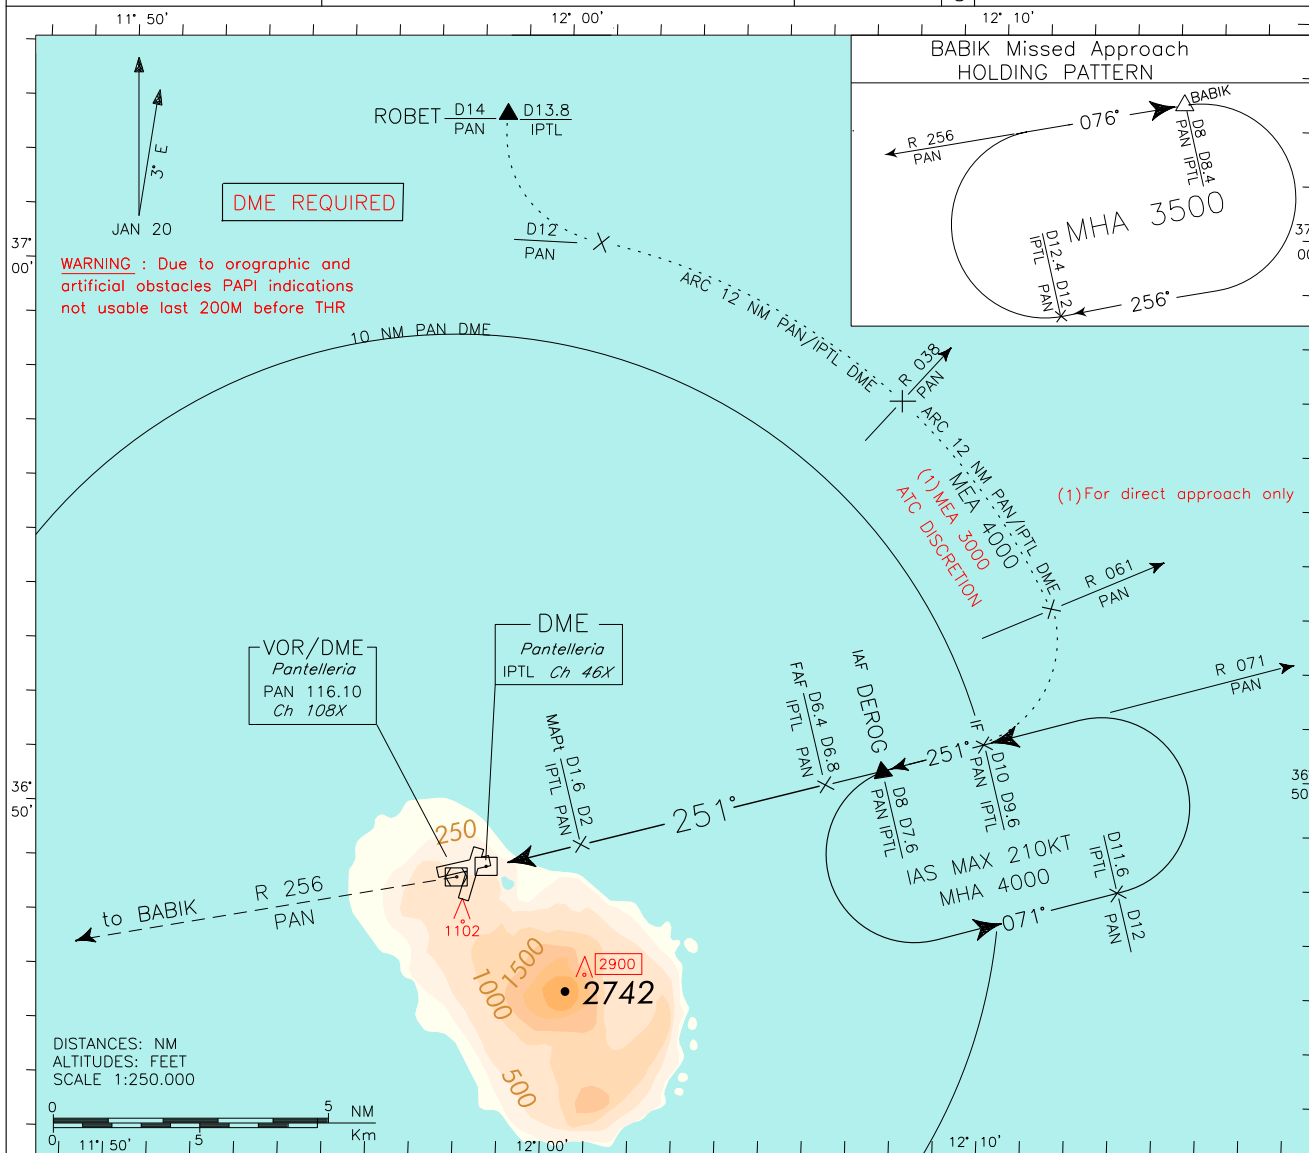 11° 50'
12° 00'
12° 10'
BABIK Missed Approach
HOLDING PATTERN
BABIK
076°
R 256
PAN
D8 D8.4
PAN IPTL
MHA 3500
D12.4 D12
IPTL PAN
256°
ROBET
D14
PAN
D13.8
IPTL
3° E
JAN 20
DME REQUIRED
D12
PAN
37°
00'
37
00
WARNING : Due to orographic and
artificial obstacles PAPI indications
not usable last 200M before THR
ARC 12 NM PAN/IPTL DME
10 NM PAN DME
R 038
PAN
ARC 12 NM PAN/IPTL DME
MEA 4000
(1)MEA 3000
ATC DISCRETION
(1)For direct approach only
R 061
PAN
VOR/DME
Pantelleria
PAN 116.10
Ch 108X
DME
Pantelleria
IPTL Ch 46X
R 071
PAN
IAF DEROG
FAF D6.4 D6.8
IPTL PAN
MAPt D1.6 D2
IPTL PAN
IF
251°
251°
D10 D9.6
PAN IPTL
D8 D7.6
PAN IPTL
36°
50'
36
50
IAS MAX 210KT
MHA 4000
D11.6
IPTL
D12
PAN
071°
250
R 256
PAN
to BABIK
1102
1500
1000
2900
2742
500
DISTANCES: NM
ALTITUDES: FEET
SCALE 1:250.000
0 5 NM
0 5 Km
11° 50'
12° 00'
12° 10'